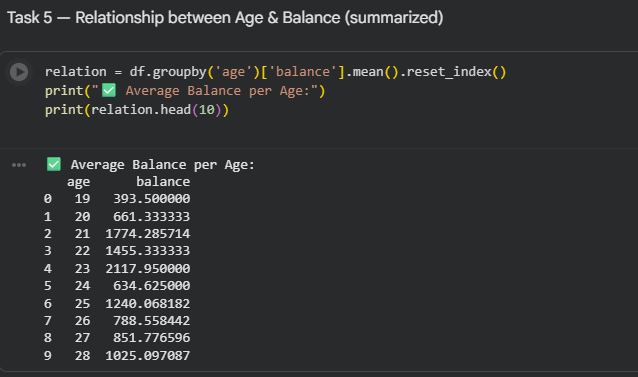 Task 5 — Relationship between Age & Balance (summarized)
relation = df.groupby('age')['balance'].mean().reset_index()
print("✅ Average Balance per Age:")
print(relation.head(10))
✅ Average Balance per Age:
age balance
0 19 393.500000
1 20 661.333333
2 21 1774.285714
3 22 1455.333333
4 23 2117.950000
5 24 634.625000
6 25 1240.068182
7 26 788.558442
8 27 851.776596
9 28 1025.097087